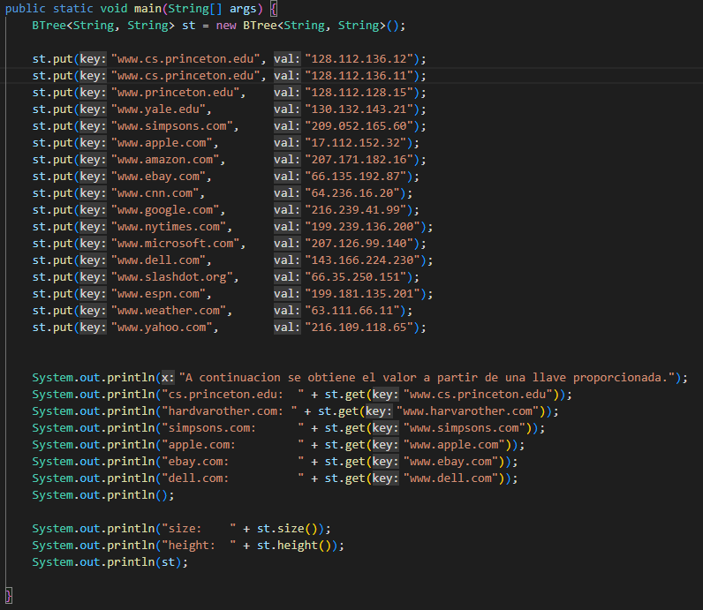 public static void main(String[] args) {
    BTree<String, String> st = new BTree<String, String>();
    st.put(key: "www.cs.princeton.edu", val: "128.112.136.12");
    st.put(key: "www.cs.princeton.edu", val: "128.112.136.11");
    st.put(key: "www.princeton.edu",    val: "128.112.128.15");
    st.put(key: "www.yale.edu",         val: "130.132.143.21");
    st.put(key: "www.simpsons.com",     val: "209.052.165.60");
    st.put(key: "www.apple.com",        val: "17.112.152.32");
    st.put(key: "www.amazon.com",       val: "207.171.182.16");
    st.put(key: "www.ebay.com",         val: "66.135.192.87");
    st.put(key: "www.cnn.com",          val: "64.236.16.20");
    st.put(key: "www.google.com",       val: "216.239.41.99");
    st.put(key: "www.nytimes.com",      val: "199.239.136.200");
    st.put(key: "www.microsoft.com",    val: "207.126.99.140");
    st.put(key: "www.dell.com",         val: "143.166.224.230");
    st.put(key: "www.slashdot.org",     val: "66.35.250.151");
    st.put(key: "www.espn.com",         val: "199.181.135.201");
    st.put(key: "www.weather.com",      val: "63.111.66.11");
    st.put(key: "www.yahoo.com",        val: "216.109.118.65");
    System.out.println(x: "A continuacion se obtiene el valor a partir de una llave proporcionada.");
    System.out.println("cs.princeton.edu:  " + st.get(key: "www.cs.princeton.edu"));
    System.out.println("hardvarother.com: " + st.get(key: "www.harvarother.com"));
    System.out.println("simpsons.com:      " + st.get(key: "www.simpsons.com"));
    System.out.println("apple.com:         " + st.get(key: "www.apple.com"));
    System.out.println("ebay.com:          " + st.get(key: "www.ebay.com"));
    System.out.println("dell.com:          " + st.get(key: "www.dell.com"));
    System.out.println();
    System.out.println("size:    " + st.size());
    System.out.println("height:  " + st.height());
    System.out.println(st);
}